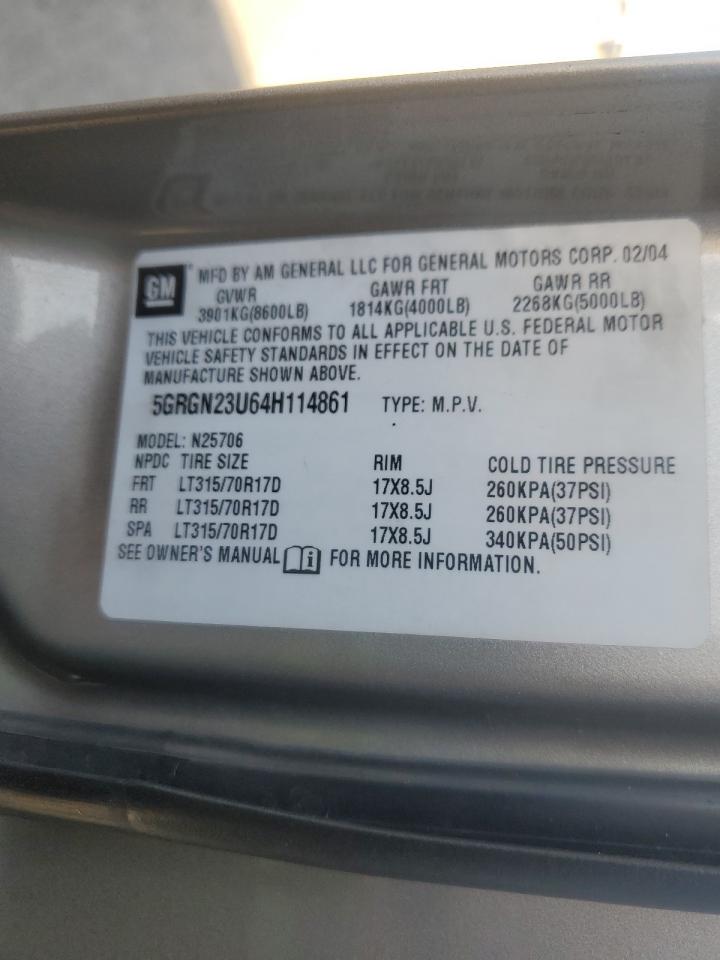 GM ® MFD BY AM GENERAL LLC FOR GENERAL MOTORS CORP. 02/04
GVWR GAWR FRT GAWR RR
3901KG(8600LB) 1814KG(4000LB) 2268KG(5000LB)
THIS VEHICLE CONFORMS TO ALL APPLICABLE U.S. FEDERAL MOTOR
VEHICLE SAFETY STANDARDS IN EFFECT ON THE DATE OF
MANUFACTURE SHOWN ABOVE.
5GRGN23U64H114861 TYPE: M.P.V.
MODEL: N25706
NPDC TIRE SIZE RIM COLD TIRE PRESSURE
FRT LT315/70R17D 17X8.5J 260KPA(37PSI)
RR LT315/70R17D 17X8.5J 260KPA(37PSI)
SPA LT315/70R17D 17X8.5J 340KPA(50PSI)
SEE OWNER'S MANUAL i FOR MORE INFORMATION.